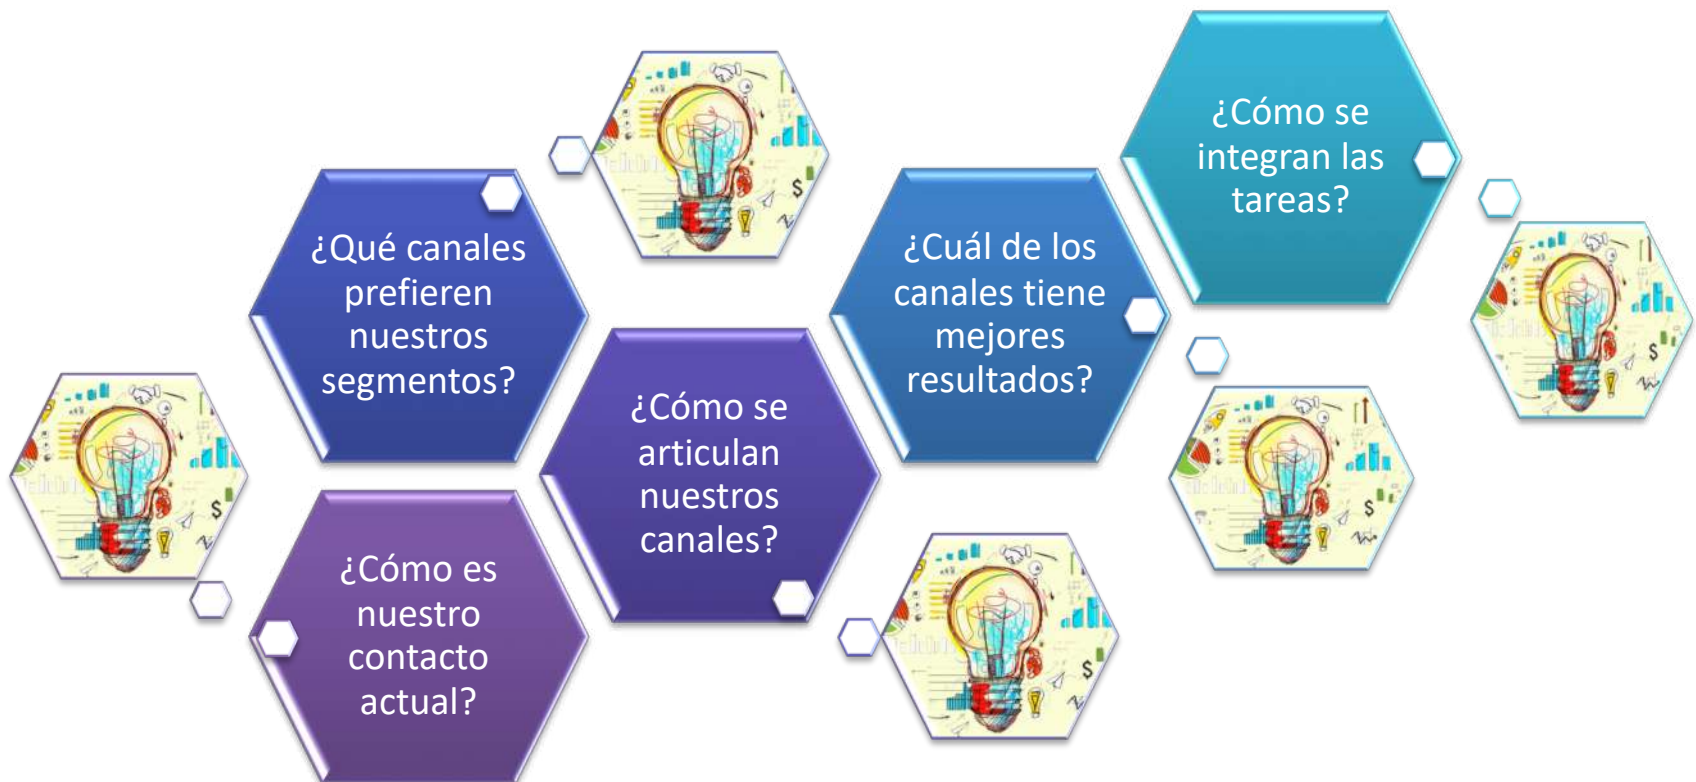 ¿Cómo se
integran las
tareas?
¿Qué canales
prefieren
nuestros
segmentos?
¿Cuál de los
canales tiene
mejores
resultados?
¿Cómo se
articulan
nuestros
canales?
¿Cómo es
nuestro
contacto
actual?
$
$
$
$
$